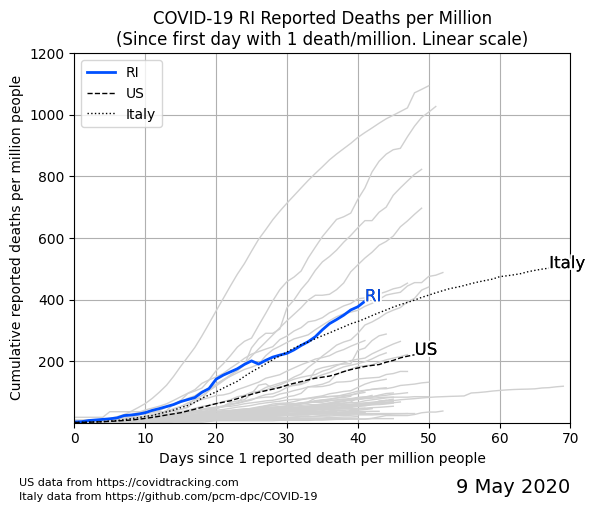 COVID-19 RI Reported Deaths per Million
(Since first day with 1 death/million. Linear scale)
Cumulative reported deaths per million people
1200
1000
800
600
400
200
RI
US
Italy
RI
US
Italy
0 10 20 30 40 50 60 70
Days since 1 reported death per million people
US data from https://covidtracking.com
Italy data from https://github.com/pcm-dpc/COVID-19
9 May 2020